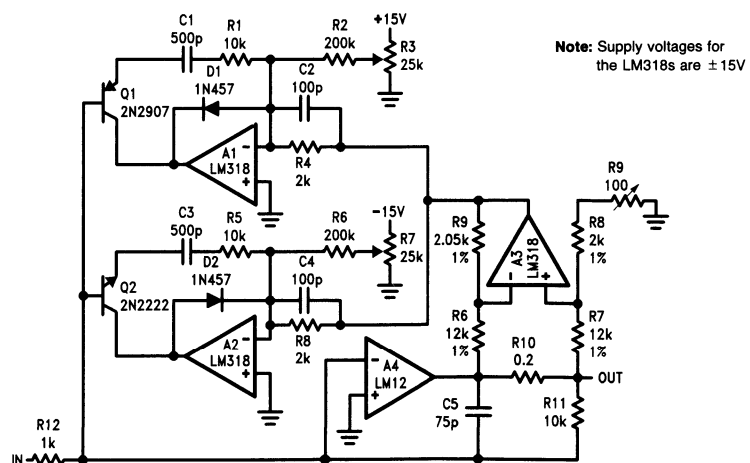 C1
500p
R1
10k
R2
200k
+15V
R3
25k
Note: Supply voltages for
the LM318s are ±15V
D1
1N457
C2
100p
Q1
2N2907
A1
LM318
−
+
R4
2k
C3
500p
R5
10k
R6
200k
−15V
R7
25k
D2
1N457
C4
100p
Q2
2N2222
A2
LM318
−
+
R8
2k
R9
2.05k
1%
A3
LM318
−
+
R9
100
R8
2k
1%
R6
12k
1%
R7
12k
1%
R10
0.2
OUT
A4
LM12
−
+
C5
75p
R11
10k
R12
1k
IN